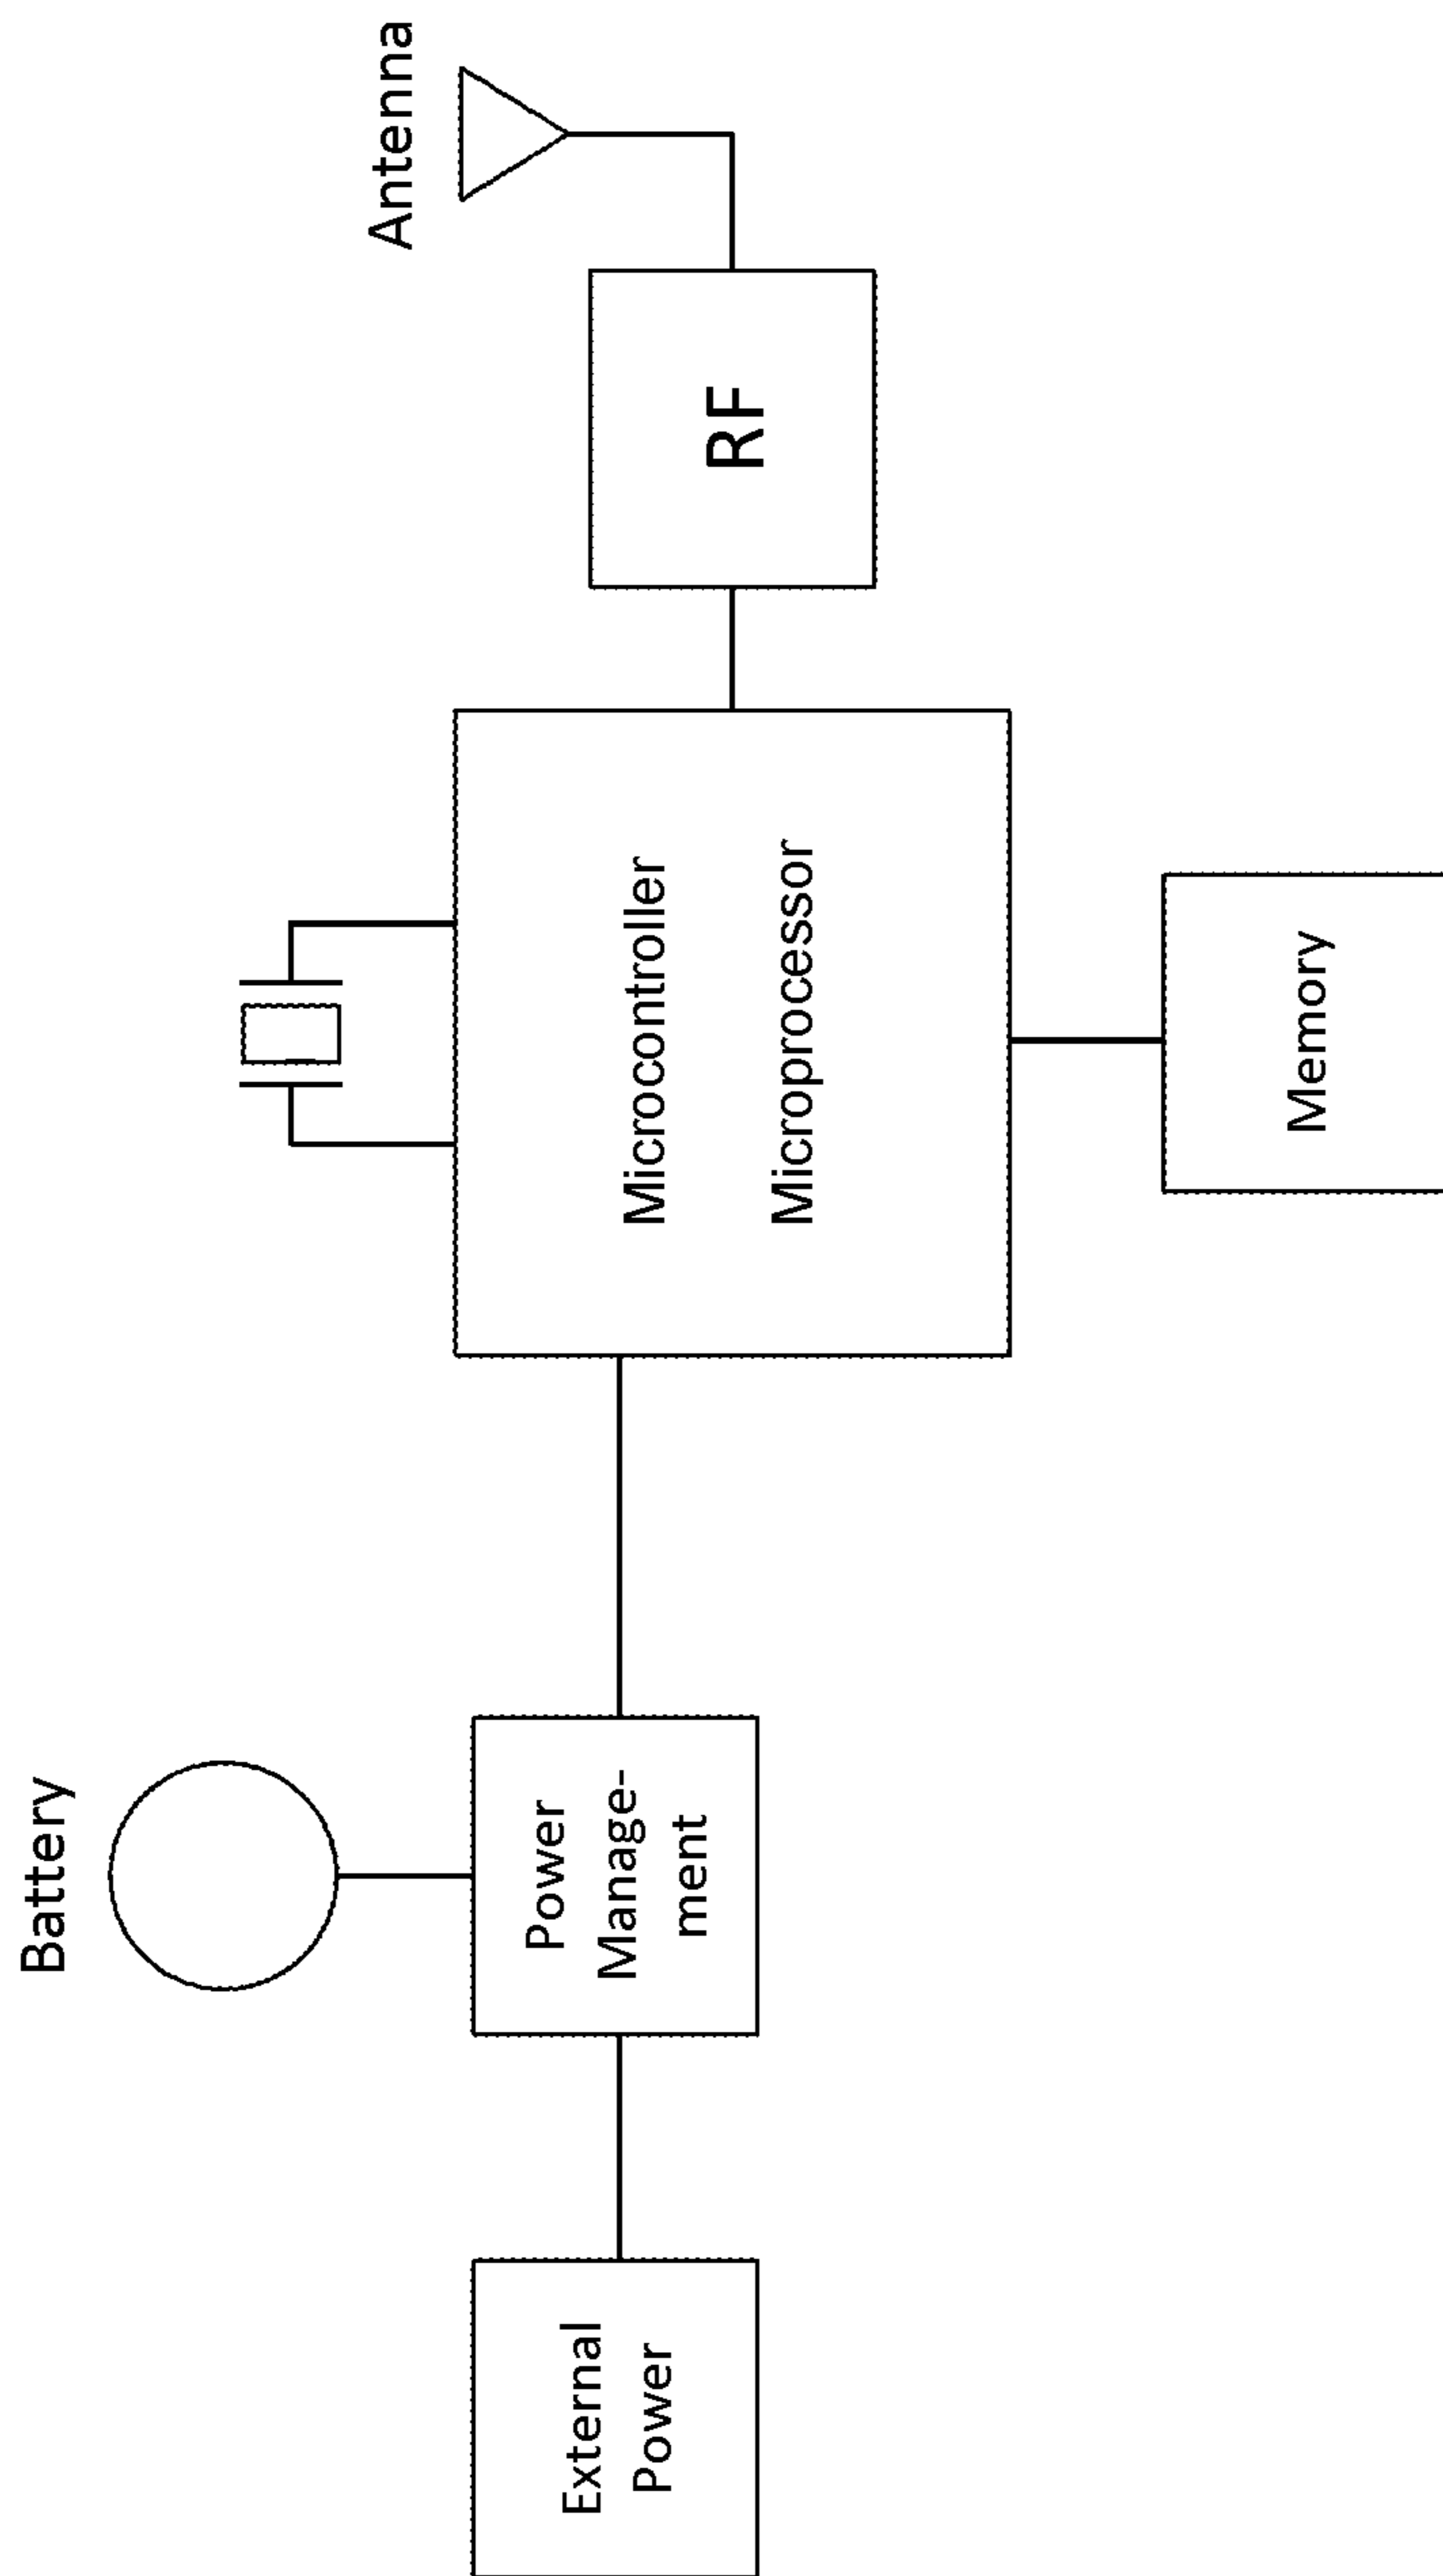 Battery
Antenna
External
Power
Power
Manage-
ment
Microcontroller
Microprocessor
RF
Memory